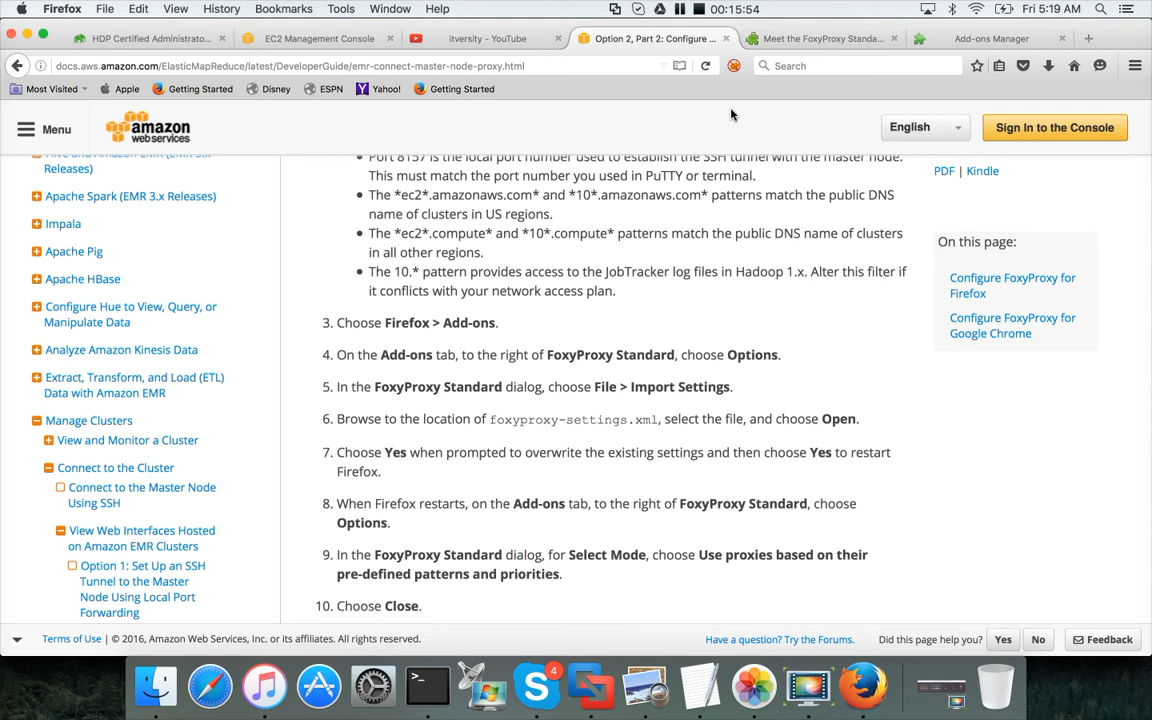 Firefox File Edit View History Bookmarks Tools Window Help 00:15:54 Fri 5:19 AM
HDP Certified Administrato... EC2 Management Console itversity - YouTube Option 2, Part 2: Configure ... Meet the FoxyProxy Standa... Add-ons Manager
docs.aws.amazon.com/ElasticMapReduce/latest/DeveloperGuide/emr-connect-master-node-proxy.html Search
Most Visited Apple Getting Started Disney ESPN Yahoo! Getting Started
Menu amazon web services English Sign In to the Console
Hive and Amazon EMR (EMR 3.x
Releases)
Apache Spark (EMR 3.x Releases)
Impala
Apache Pig
Apache HBase
Configure Hue to View, Query, or
Manipulate Data
Analyze Amazon Kinesis Data
Extract, Transform, and Load (ETL)
Data with Amazon EMR
Manage Clusters
View and Monitor a Cluster
Connect to the Cluster
Connect to the Master Node
Using SSH
View Web Interfaces Hosted
on Amazon EMR Clusters
Option 1: Set Up an SSH
Tunnel to the Master
Node Using Local Port
Forwarding
Port 8157 is the local port number used to establish the SSH tunnel with the master node.
This must match the port number you used in PuTTY or terminal.
The *ec2*.amazonaws.com* and *10*.amazonaws.com* patterns match the public DNS
name of clusters in US regions.
The *ec2*.compute* and *10*.compute* patterns match the public DNS name of clusters
in all other regions.
The 10.* pattern provides access to the JobTracker log files in Hadoop 1.x. Alter this filter if
it conflicts with your network access plan.
3. Choose Firefox > Add-ons.
4. On the Add-ons tab, to the right of FoxyProxy Standard, choose Options.
5. In the FoxyProxy Standard dialog, choose File > Import Settings.
6. Browse to the location of foxyproxy-settings.xml, select the file, and choose Open.
7. Choose Yes when prompted to overwrite the existing settings and then choose Yes to restart
Firefox.
8. When Firefox restarts, on the Add-ons tab, to the right of FoxyProxy Standard, choose
Options.
9. In the FoxyProxy Standard dialog, for Select Mode, choose Use proxies based on their
pre-defined patterns and priorities.
10. Choose Close.
PDF | Kindle
On this page:
Configure FoxyProxy for
Firefox
Configure FoxyProxy for
Google Chrome
Terms of Use | © 2016, Amazon Web Services, Inc. or its affiliates. All rights reserved. Have a question? Try the Forums. Did this page help you? Yes No Feedback
4